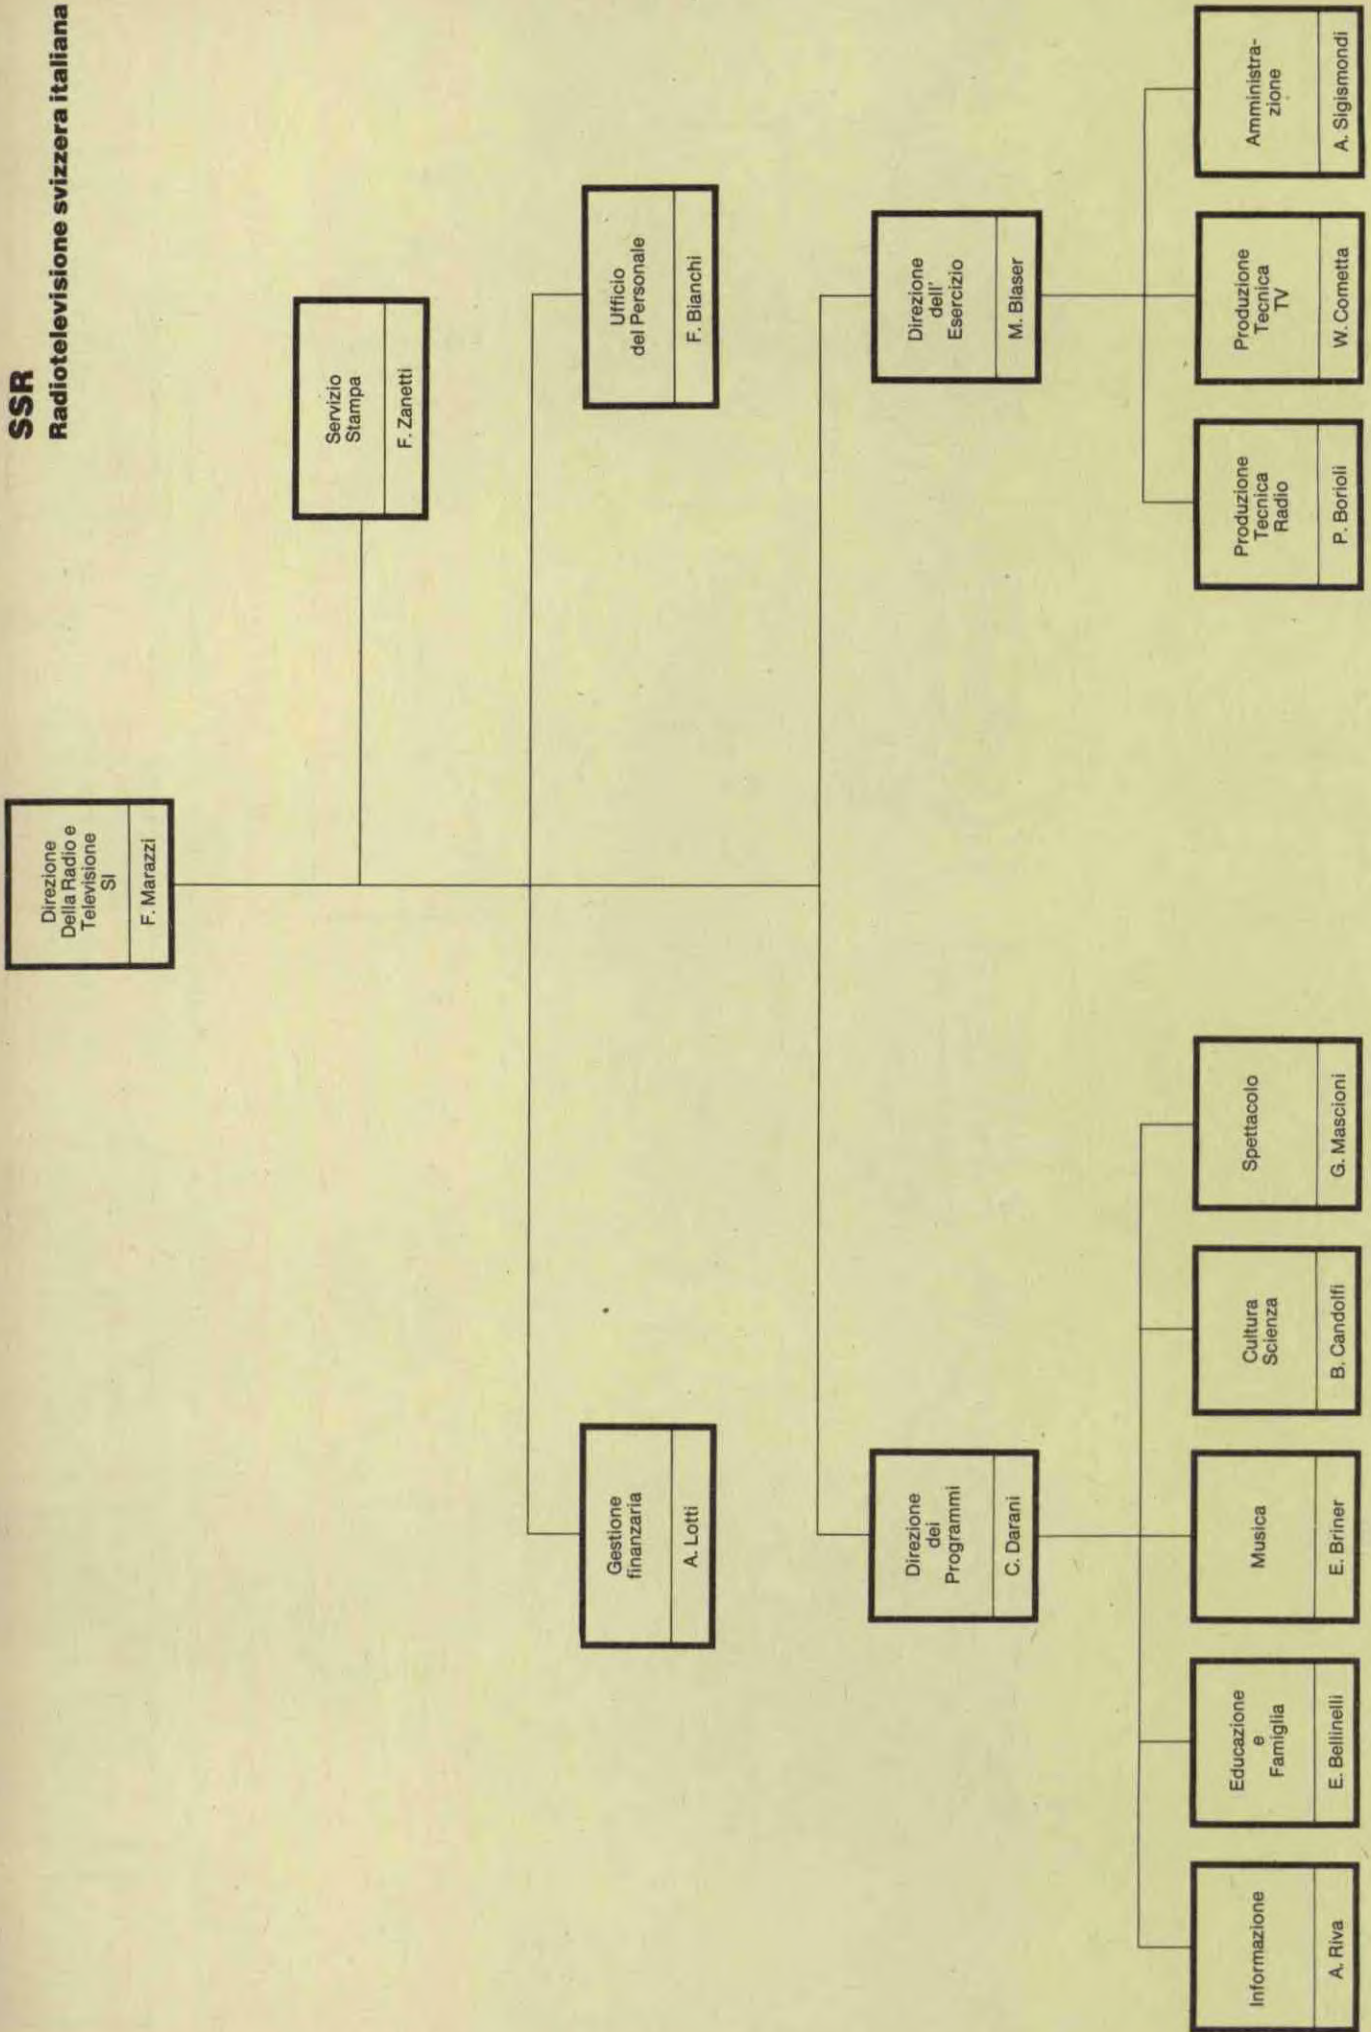 SSR
Radiotelevisione svizzera italiana
Direzione
Della Radio e
Televisione
SI
F. Marazzi
Servizio
Stampa
F. Zanetti
Gestione
finanzaria
A. Lotti
Ufficio
del Personale
F. Bianchi
Direzione
dei
Programmi
C. Darani
Direzione
dell'
Esercizio
M. Blaser
Informazione
A. Riva
Educazione
e
Famiglia
E. Bellinelli
Musica
E. Briner
Cultura
Scienza
B. Candolfi
Spettacolo
G. Mascioni
Produzione
Tecnica
Radio
P. Borioli
Produzione
Tecnica
TV
W. Cometta
Amministra-
zione
A. Sigismondi